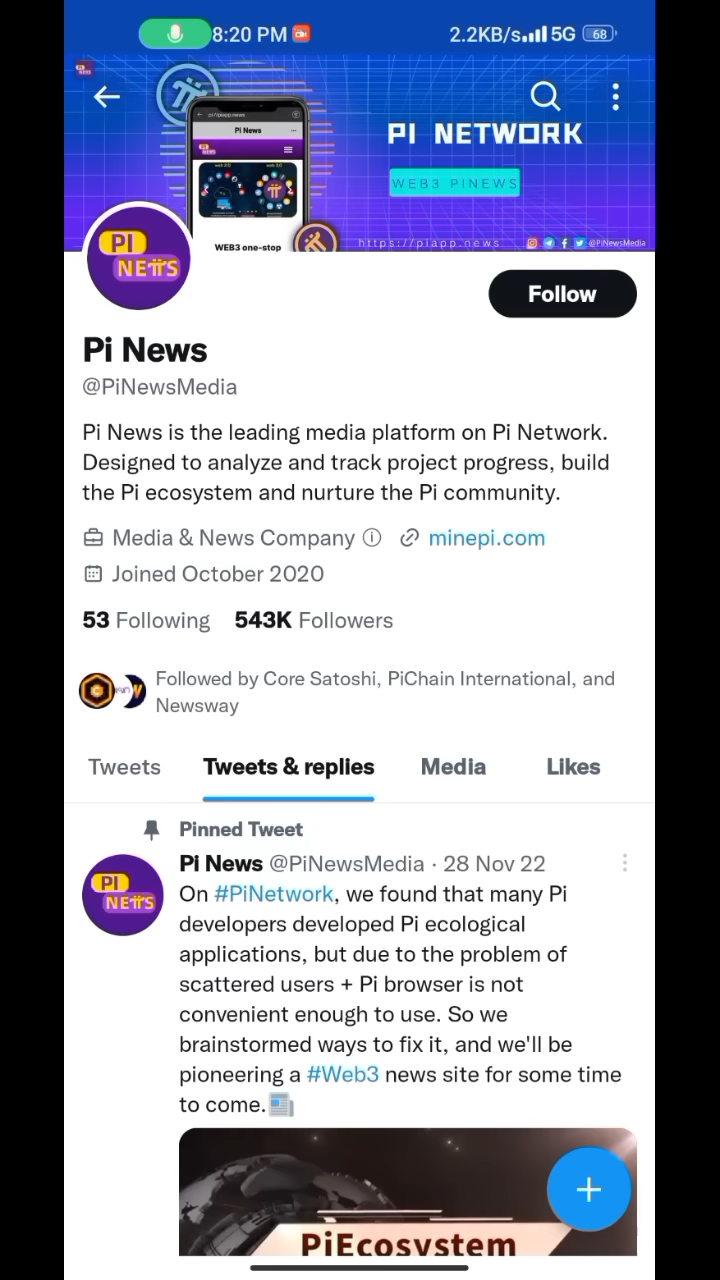 8:20 PM
2.2KB/s 5G 68
Pi News
PI NETWORK
WEB3 PINEWS
WEB3 one-stop
https://piapp.news @PiNewsMedia
PI
NEWS
Follow
Pi News
@PiNewsMedia
Pi News is the leading media platform on Pi Network.
Designed to analyze and track project progress, build
the Pi ecosystem and nurture the Pi community.
Media & News Company minepi.com
Joined October 2020
53 Following 543K Followers
Followed by Core Satoshi, PiChain International, and
Newsway
Tweets Tweets & replies Media Likes
Pinned Tweet
Pi News @PiNewsMedia · 28 Nov 22
PI
NEWS
On #PiNetwork, we found that many Pi
developers developed Pi ecological
applications, but due to the problem of
scattered users + Pi browser is not
convenient enough to use. So we
brainstormed ways to fix it, and we'll be
pioneering a #Web3 news site for some time
to come.
PiEcosystem